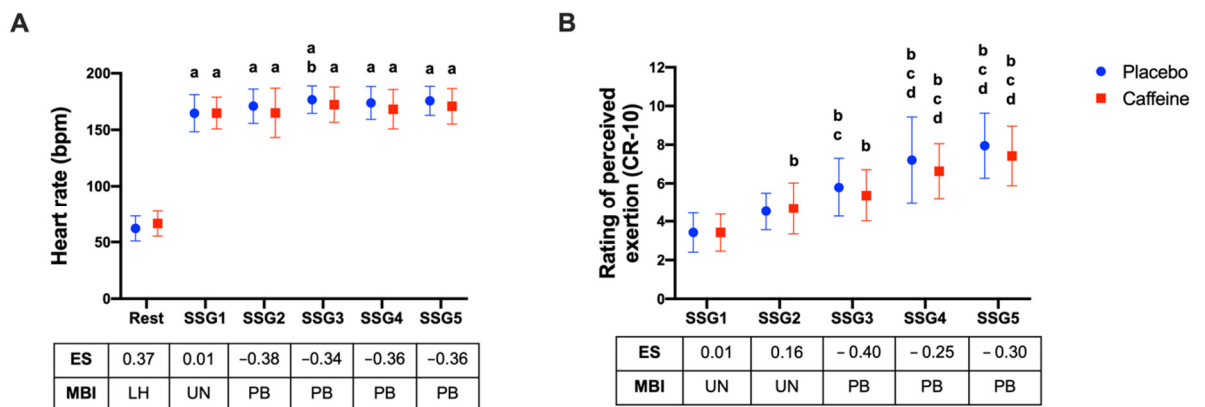 A
Heart rate (bpm)
200
150
100
50
0
a a a a a b a a a a a
Rest SSG1 SSG2 SSG3 SSG4 SSG5
ES 0.37 0.01 −0.38 −0.34 −0.36 −0.36
MBI LH UN PB PB PB PB
B
Rating of perceived
exertion (CR-10)
12
10
8
6
4
2
0
b b c b b c d b c d b c d b c d
SSG1 SSG2 SSG3 SSG4 SSG5
ES 0.01 0.16 − 0.40 − 0.25 − 0.30
MBI UN UN PB PB PB
Placebo
Caffeine